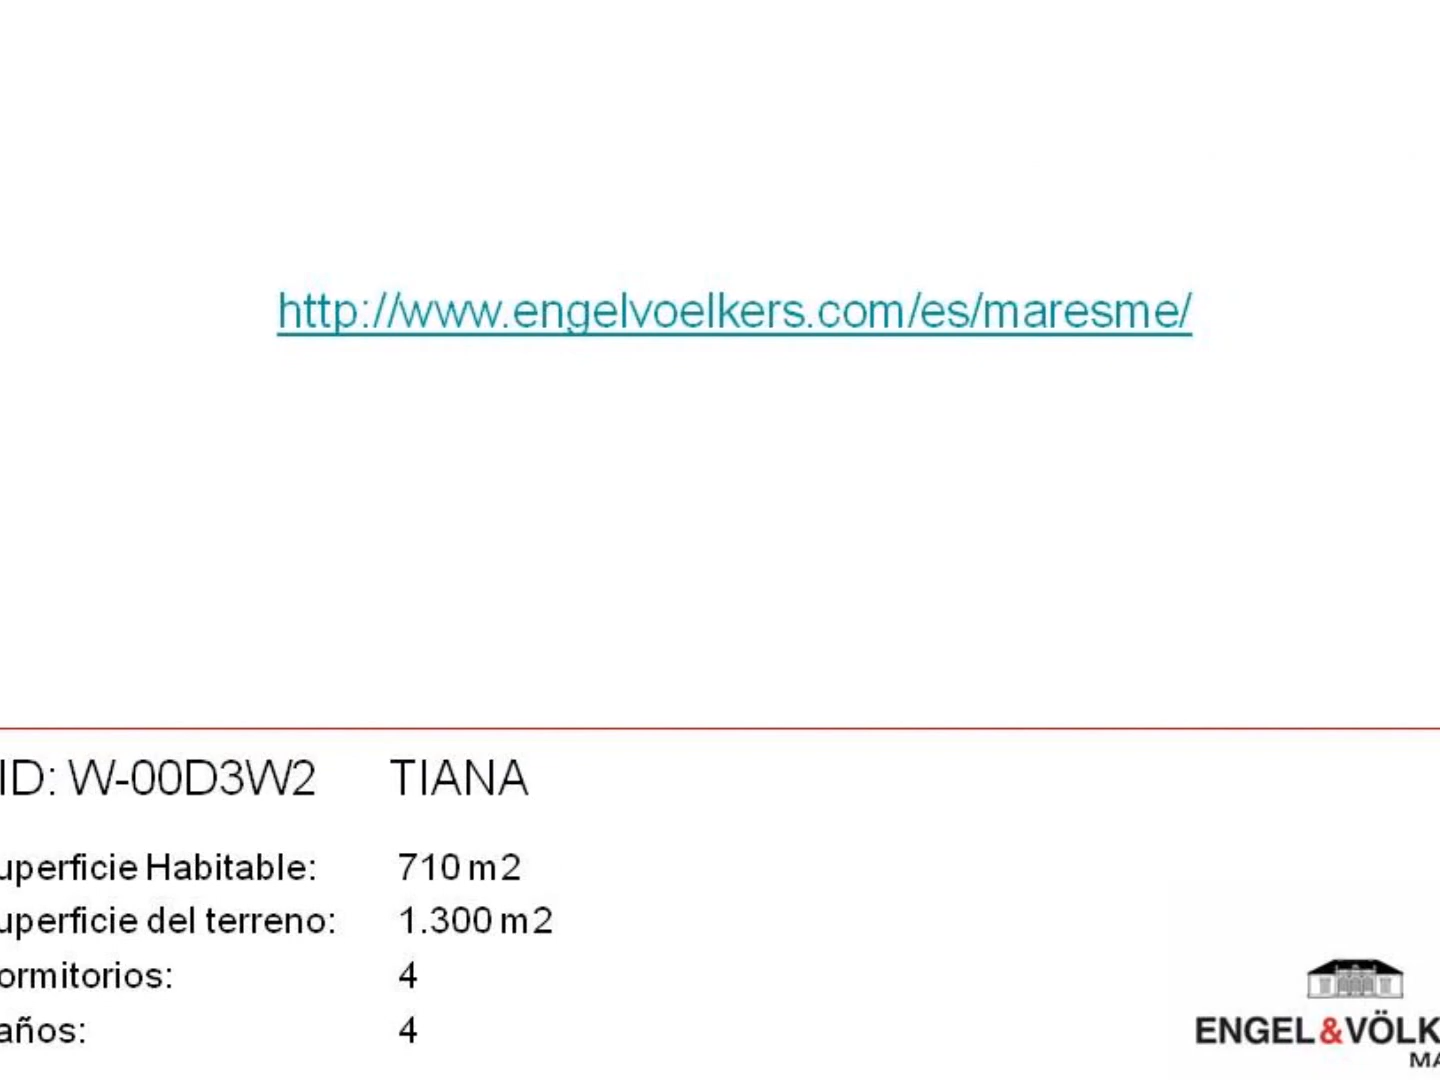 http://www.engelvoelkers.com/es/maresme/
ID: W-00D3W2 TIANA
uperficie Habitable: 710 m2
uperficie del terreno: 1.300 m2
ormitorios: 4
años: 4
ENGEL&VÖLK
MA